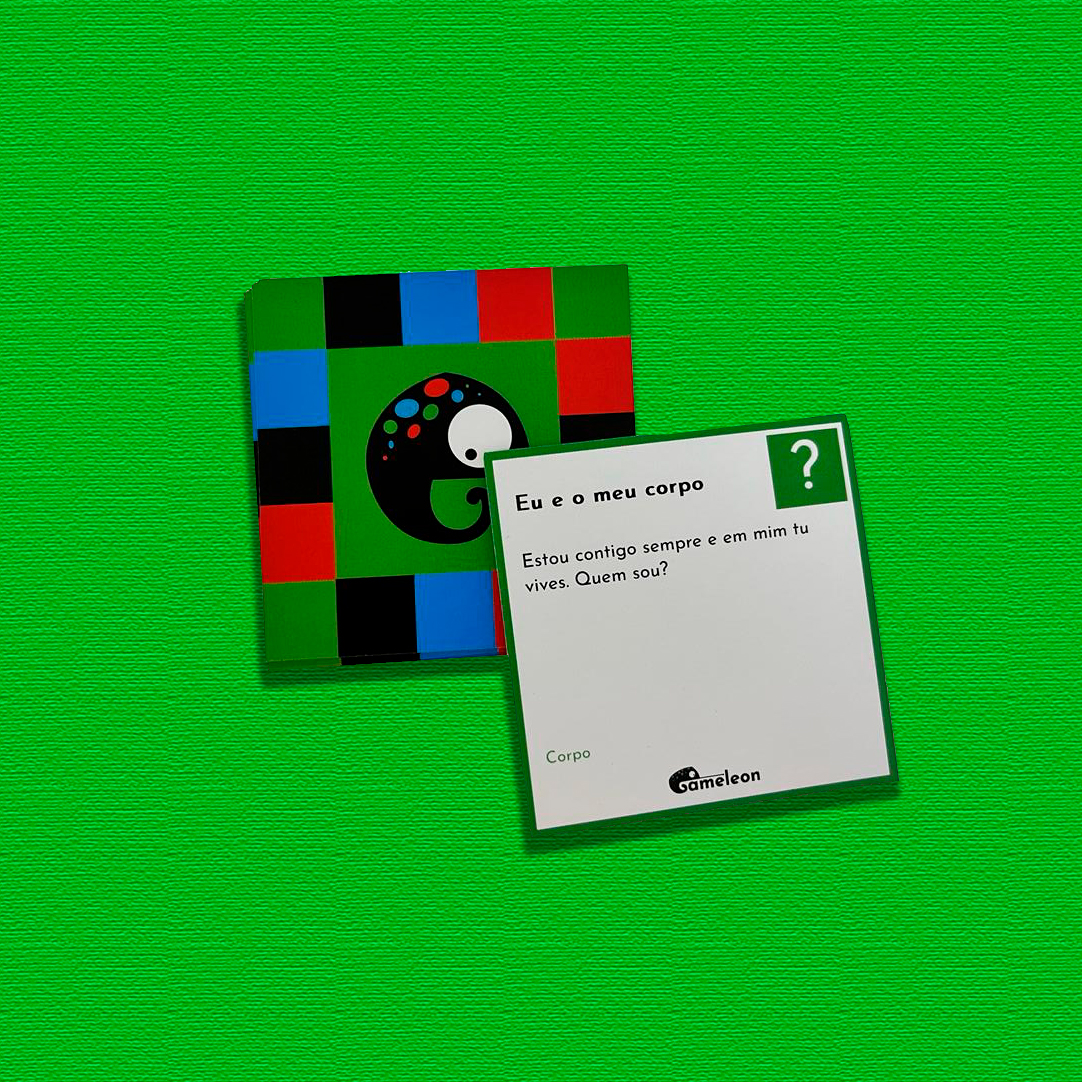 ?
Eu e o meu corpo
Estou contigo sempre e em mim tu
vives. Quem sou?
Corpo
Gameleon